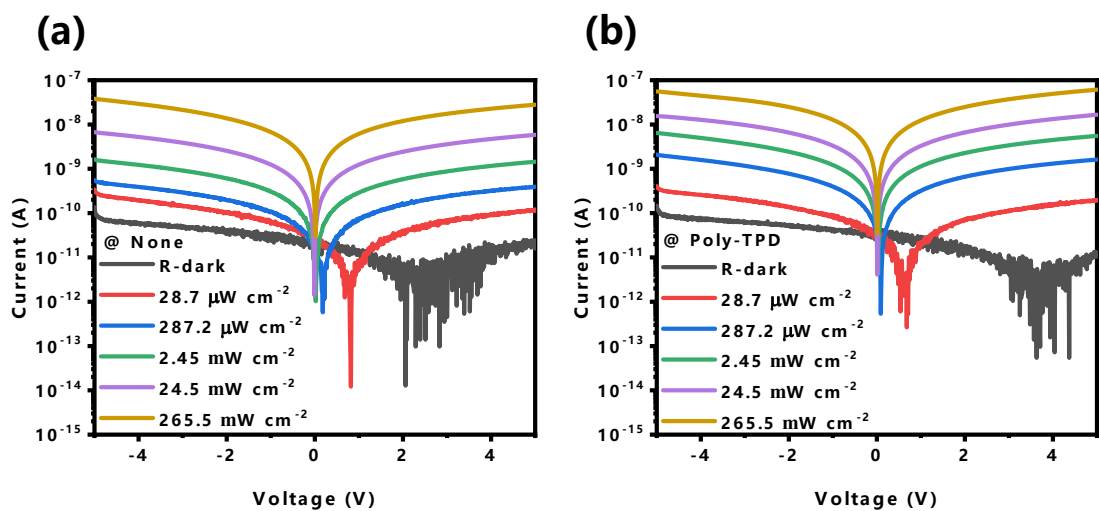 (a)
10⁻⁷
10⁻⁸
10⁻⁹
10⁻¹⁰
10⁻¹¹
10⁻¹²
10⁻¹³
10⁻¹⁴
10⁻¹⁵
Current (A)
@ None
R-dark
28.7 μW cm⁻²
287.2 μW cm⁻²
2.45 mW cm⁻²
24.5 mW cm⁻²
265.5 mW cm⁻²
-4 -2 0 2 4
Voltage (V)
(b)
10⁻⁷
10⁻⁸
10⁻⁹
10⁻¹⁰
10⁻¹¹
10⁻¹²
10⁻¹³
10⁻¹⁴
10⁻¹⁵
Current (A)
@ Poly-TPD
R-dark
28.7 μW cm⁻²
287.2 μW cm⁻²
2.45 mW cm⁻²
24.5 mW cm⁻²
265.5 mW cm⁻²
-4 -2 0 2 4
Voltage (V)